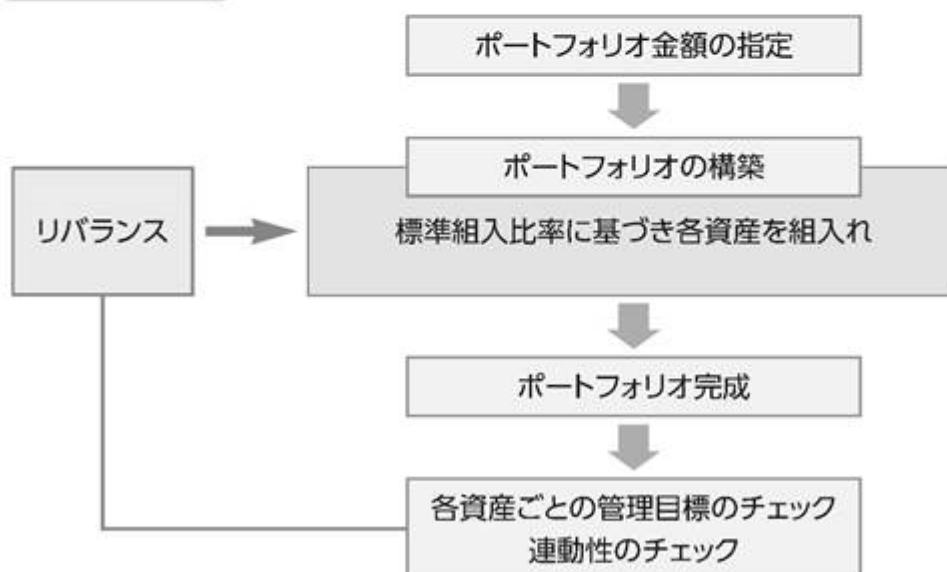 ポートフォリオ金額の指定
ポートフォリオの構築
リバランス
標準組入比率に基づき各資産を組入れ
ポートフォリオ完成
各資産ごとの管理目標のチェック
連動性のチェック